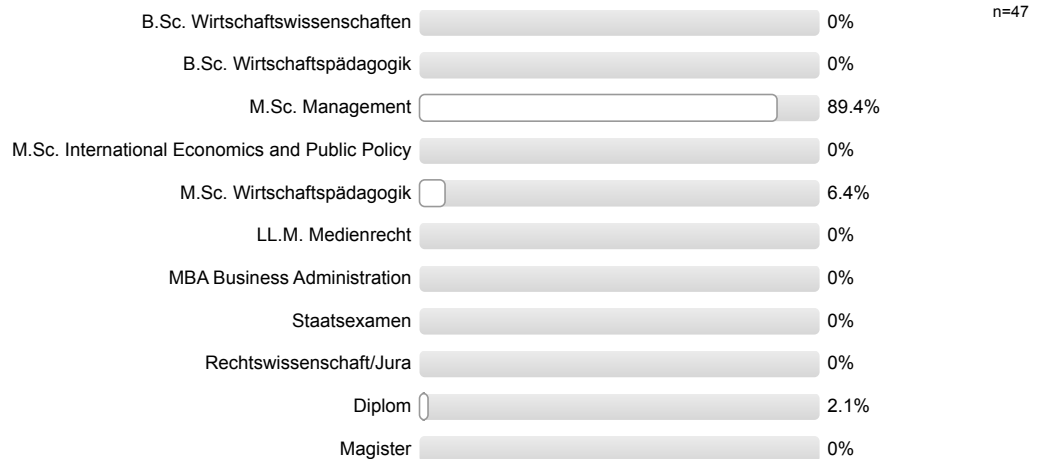 B.Sc. Wirtschaftswissenschaften 0% n=47
B.Sc. Wirtschaftspädagogik 0%
M.Sc. Management 89.4%
M.Sc. International Economics and Public Policy 0%
M.Sc. Wirtschaftspädagogik 6.4%
LL.M. Medienrecht 0%
MBA Business Administration 0%
Staatsexamen 0%
Rechtswissenschaft/Jura 0%
Diplom 2.1%
Magister 0%